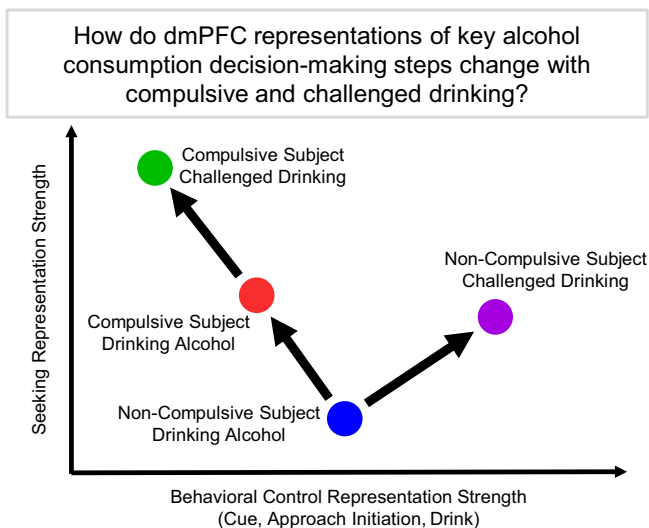 How do dmPFC representations of key alcohol
consumption decision-making steps change with
compulsive and challenged drinking?
Compulsive Subject
Challenged Drinking
Non-Compulsive Subject
Challenged Drinking
Compulsive Subject
Drinking Alcohol
Non-Compulsive Subject
Drinking Alcohol
Seeking Representation Strength
Behavioral Control Representation Strength
(Cue, Approach Initiation, Drink)